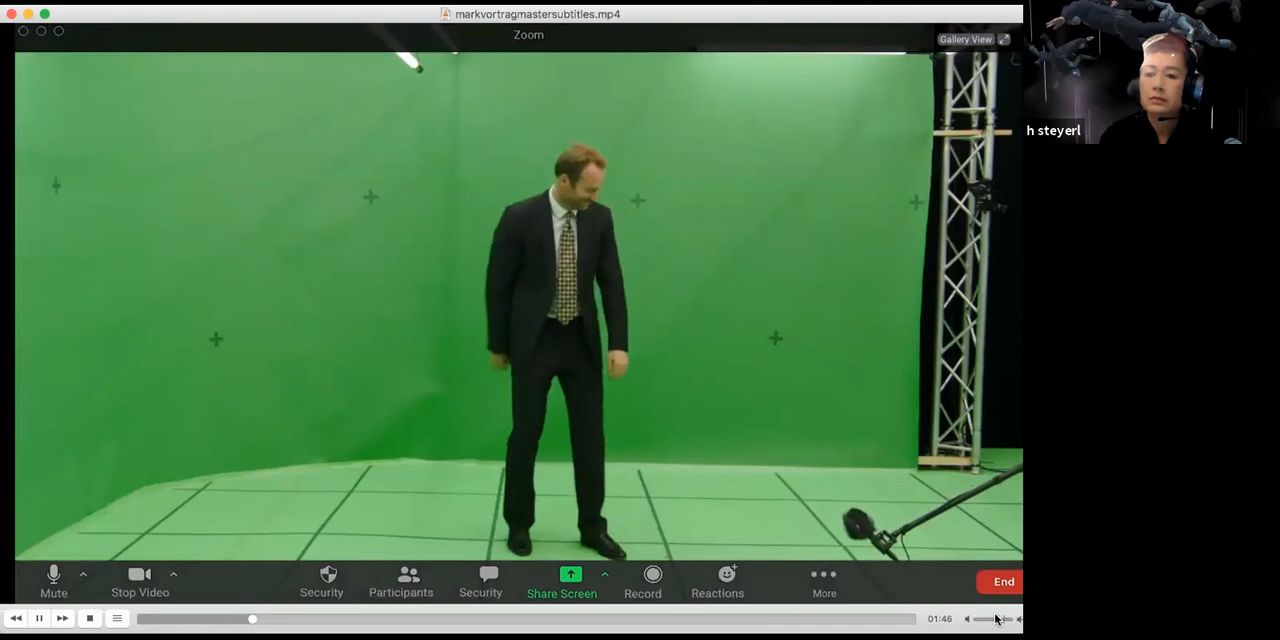 markvortragmastersubtitles.mp4
Zoom
Gallery View
h steyerl
Mute
Stop Video
Security
Participants
Security
Share Screen
Record
Reactions
More
End
01:46